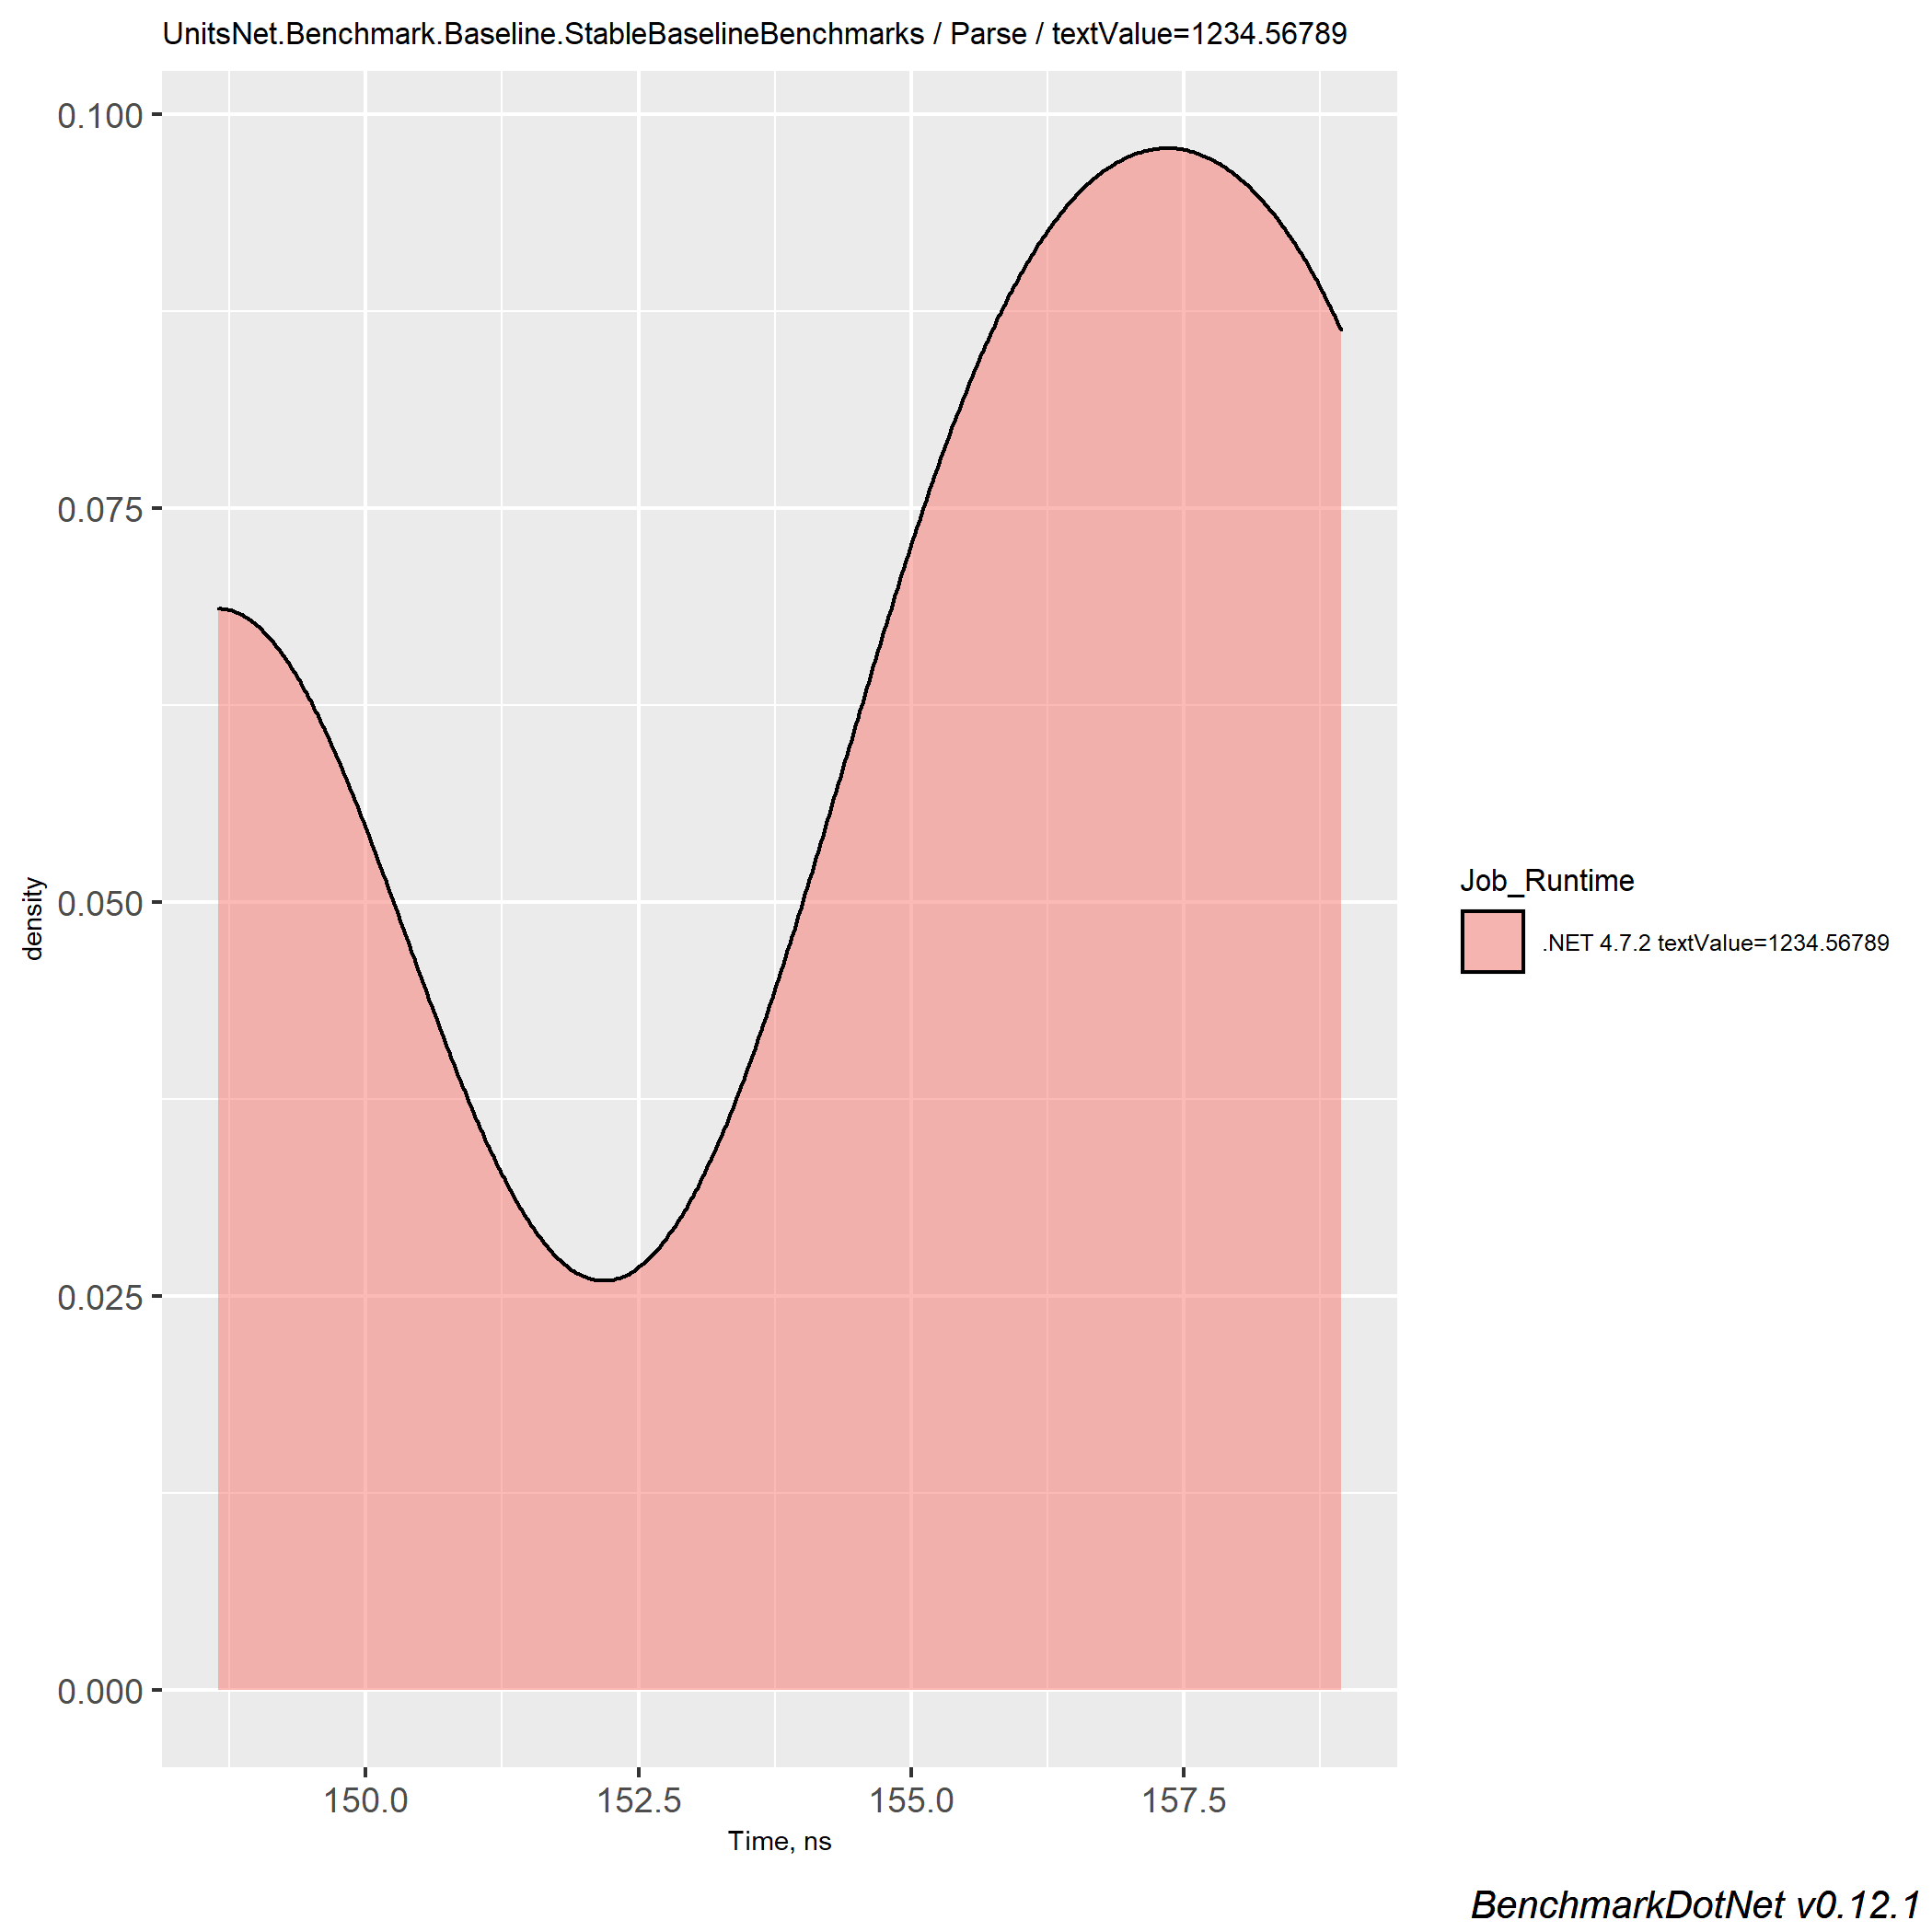 UnitsNet.Benchmark.Baseline.StableBaselineBenchmarks / Parse / textValue=1234.56789
0.100
0.075
0.050
0.025
0.000
density
150.0 152.5 155.0 157.5
Time, ns
Job_Runtime
.NET 4.7.2 textValue=1234.56789
BenchmarkDotNet v0.12.1